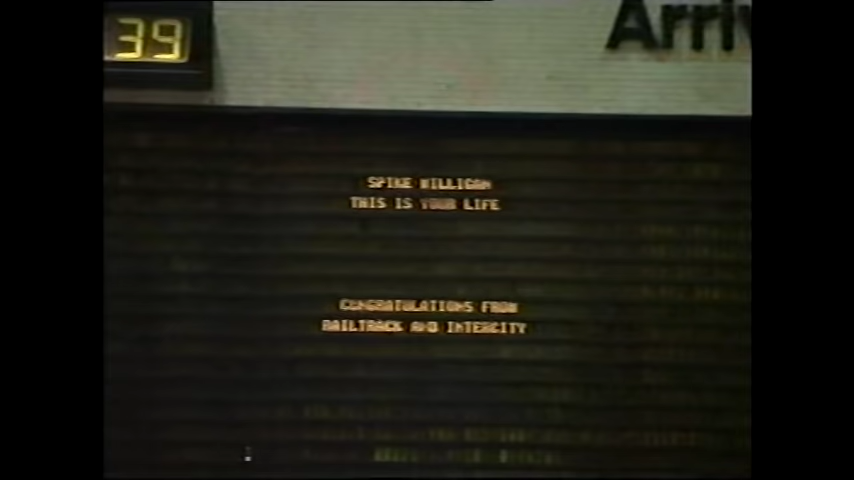 39
Arriv
SPIKE MILLIGAN
THIS IS YOUR LIFE
CONGRATULATIONS FROM
RAILTRACK AND INTERCITY